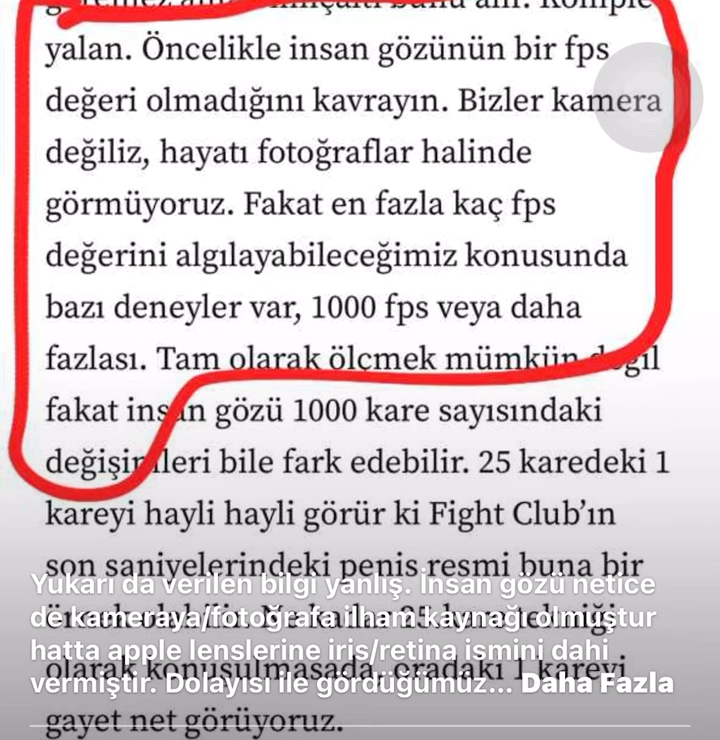 yalan. Öncelikle insan gözünün bir fps
değeri olmadığını kavrayın. Bizler kamera
değiliz, hayatı fotoğraflar halinde
görmüyoruz. Fakat en fazla kaç fps
değerini algılayabileceğimiz konusunda
bazı deneyler var, 1000 fps veya daha
fazlası. Tam olarak ölçmek mümkün değil
fakat insan gözü 1000 kare sayısındaki
değişimleri bile fark edebilir. 25 karedeki 1
kareyi hayli hayli görür ki Fight Club’ın
son saniyelerindeki penis resmi buna bir
Yukarı da verilen bilgi yanlış. İnsan gözü netice
de kameraya/fotoğrafa ilham kaynağı olmuştur
hatta apple lenslerine iris/retina ismini dahi
olarak konuşulmasada, oradakı 1 kareyi
vermiştir. Dolayısı ile gördüğümüz... Daha Fazla
gayet net görüyoruz.